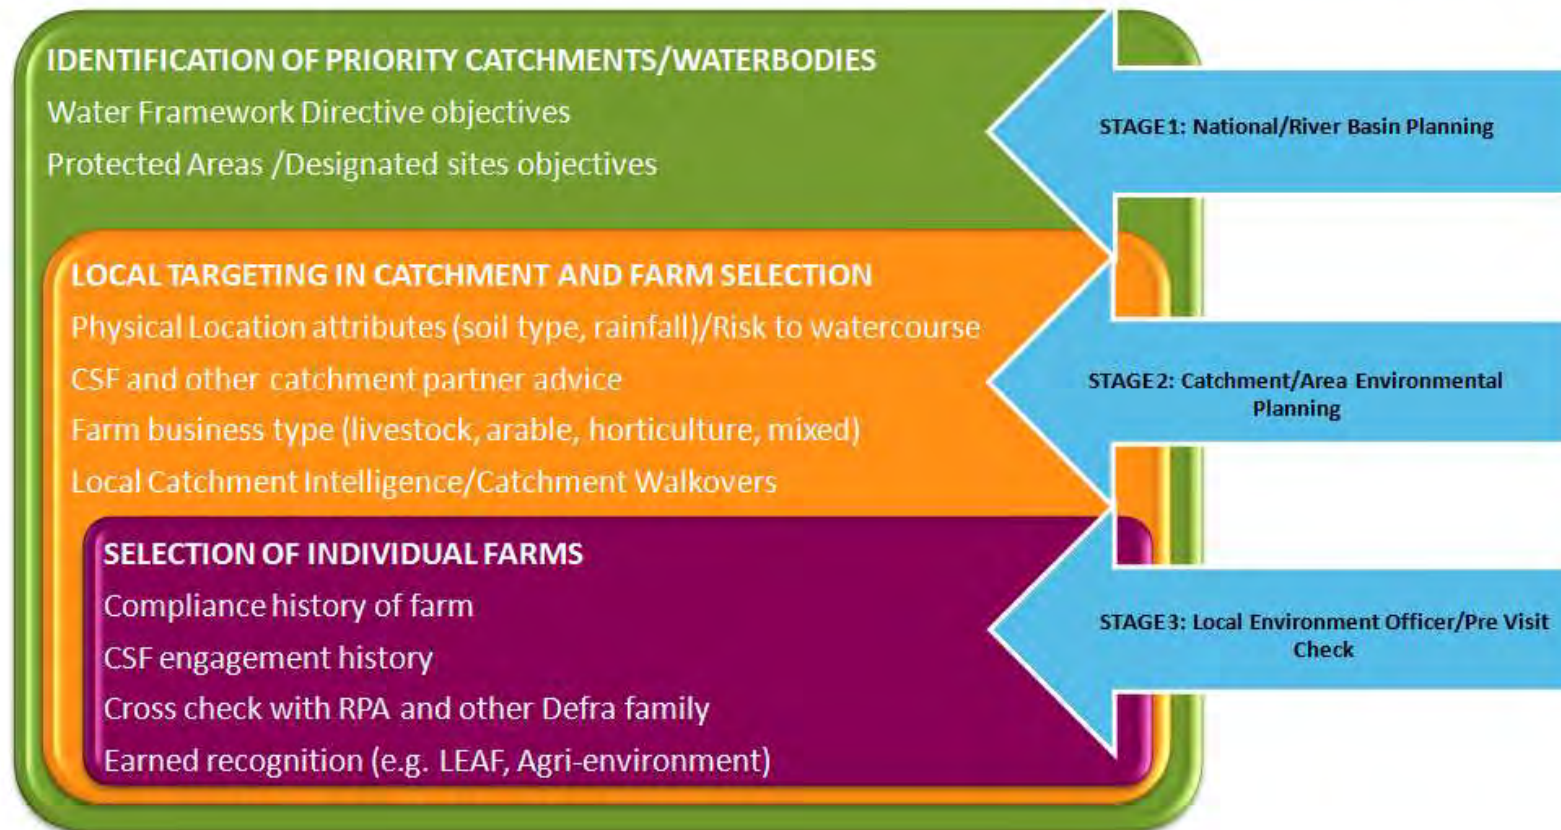 IDENTIFICATION OF PRIORITY CATCHMENTS/WATERBODIES
Water Framework Directive objectives
Protected Areas /Designated sites objectives
STAGE1: National/River Basin Planning
LOCAL TARGETING IN CATCHMENT AND FARM SELECTION
Physical Location attributes (soil type, rainfall)/Risk to watercourse
CSF and other catchment partner advice
Farm business type (livestock, arable, horticulture, mixed)
Local Catchment Intelligence/Catchment Walkovers
STAGE2: Catchment/Area Environmental
Planning
SELECTION OF INDIVIDUAL FARMS
Compliance history of farm
CSF engagement history
Cross check with RPA and other Defra family
Earned recognition (e.g. LEAF, Agri-environment)
STAGE3: Local Environment Officer/Pre Visit
Check